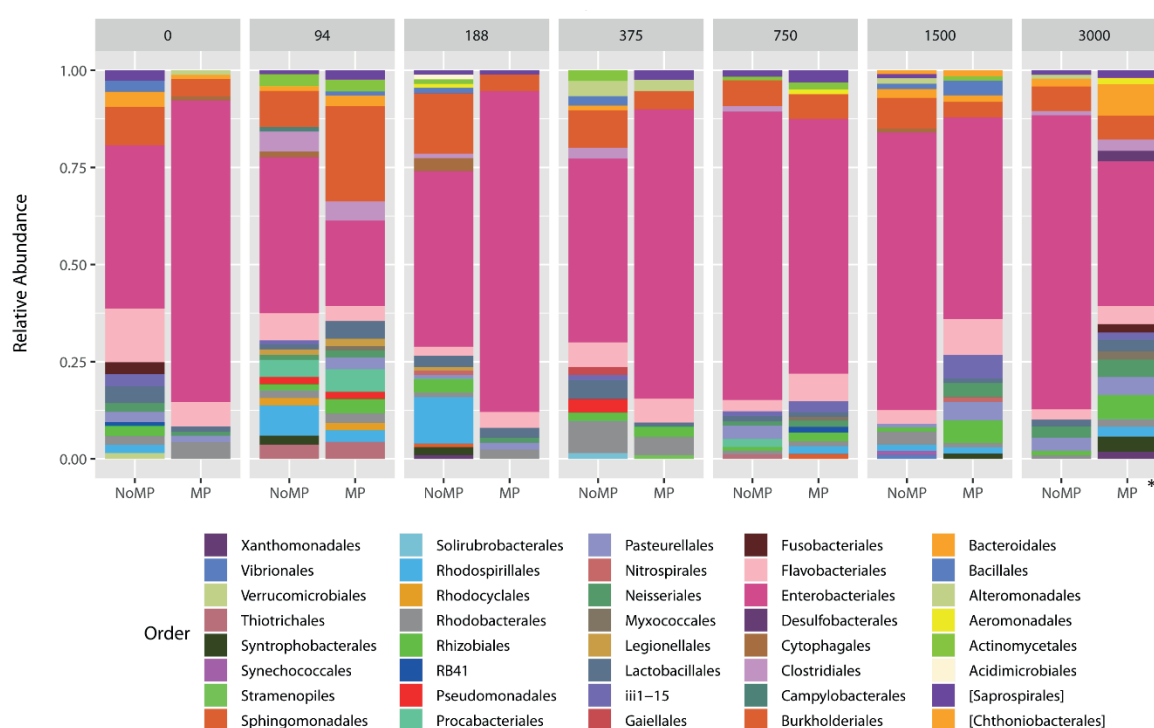 0 94 188 375 750 1500 3000
1.00
0.75
0.50
0.25
0.00
Relative Abundance
NoMP MP NoMP MP NoMP MP NoMP MP NoMP MP NoMP MP NoMP MP *
Order
Xanthomonadales Solirubrobacterales Pasteurellales Fusobacteriales Bacteroidales
Vibrionales Rhodospirillales Nitrospirales Flavobacteriales Bacillales
Verrucomicrobiales Rhodocyclales Neisseriales Enterobacteriales Alteromonadales
Thiotrichales Rhodobacterales Myxococcales Desulfobacterales Aeromonadales
Syntrophobacterales Rhizobiales Legionellales Cytophagales Actinomycetales
Synechococcales RB41 Lactobacillales Clostridiales Acidimicrobiales
Stramenopiles Pseudomonadales iii1-15 Campylobacterales [Saprospirales]
Sphingomonadales Procabacteriales Gaiellales Burkholderiales [Chthoniobacterales]